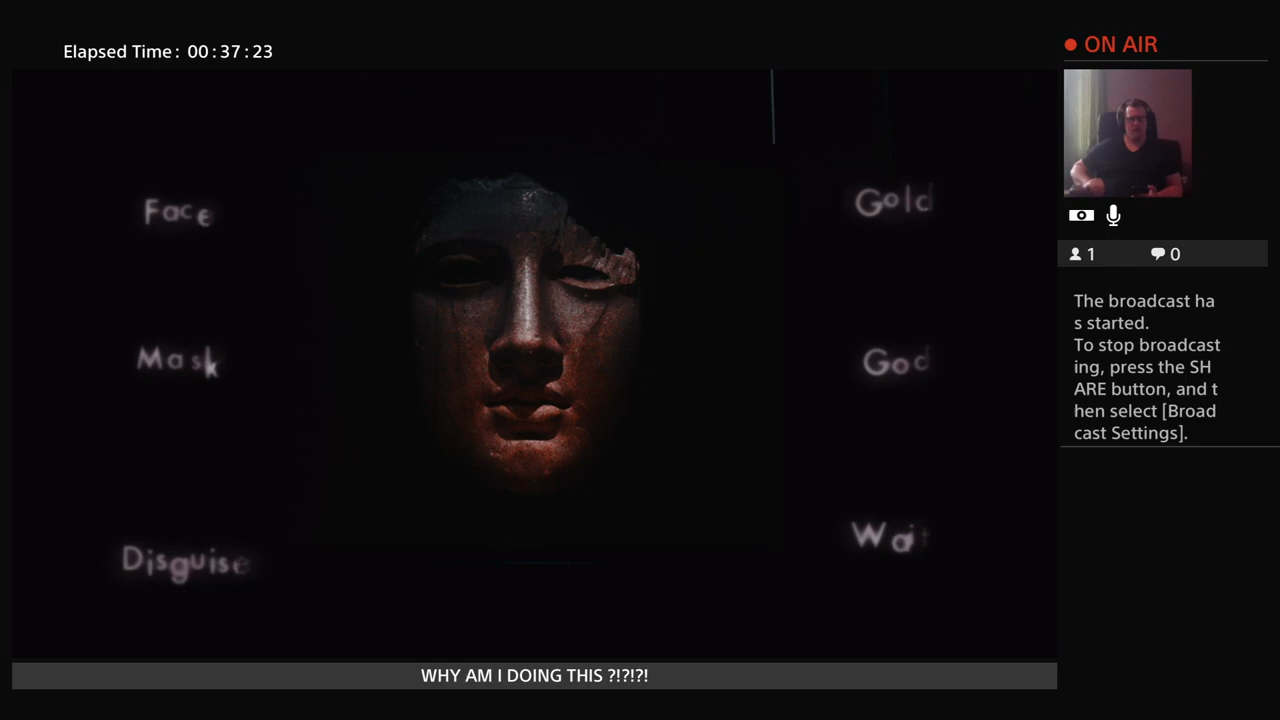 Elapsed Time: 00:37:23
ON AIR
Face
Gold
1
0
The broadcast ha
s started.
To stop broadcast
ing, press the SH
ARE button, and t
hen select [Broad
cast Settings].
Mask
God
Disguise
Wait
WHY AM I DOING THIS ?!?!?!